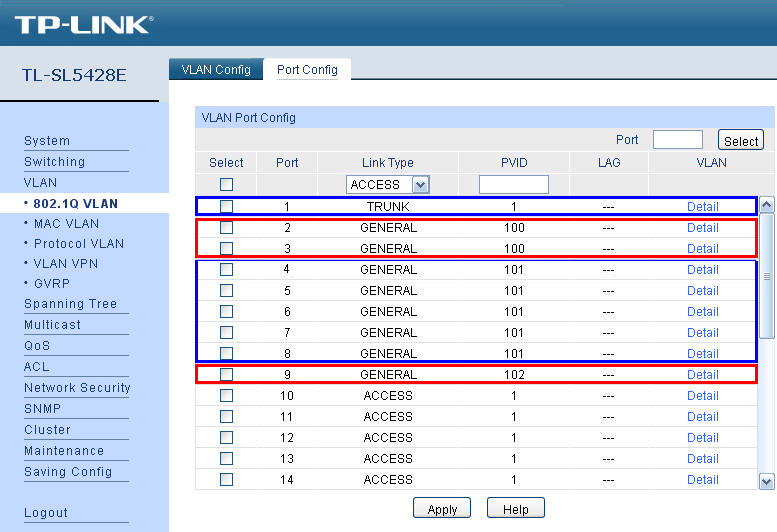 TP-LINK®
TL-SL5428E
VLAN Config Port Config
System
Switching
VLAN
• 802.1Q VLAN
• MAC VLAN
• Protocol VLAN
• VLAN VPN
• GVRP
Spanning Tree
Multicast
QoS
ACL
Network Security
SNMP
Cluster
Maintenance
Saving Config
Logout
VLAN Port Config
Port Select
Select Port Link Type PVID LAG VLAN
ACCESS
1 TRUNK 1 --- Detail
2 GENERAL 100 --- Detail
3 GENERAL 100 --- Detail
4 GENERAL 101 --- Detail
5 GENERAL 101 --- Detail
6 GENERAL 101 --- Detail
7 GENERAL 101 --- Detail
8 GENERAL 101 --- Detail
9 GENERAL 102 --- Detail
10 ACCESS 1 --- Detail
11 ACCESS 1 --- Detail
12 ACCESS 1 --- Detail
13 ACCESS 1 --- Detail
14 ACCESS 1 --- Detail
Apply Help